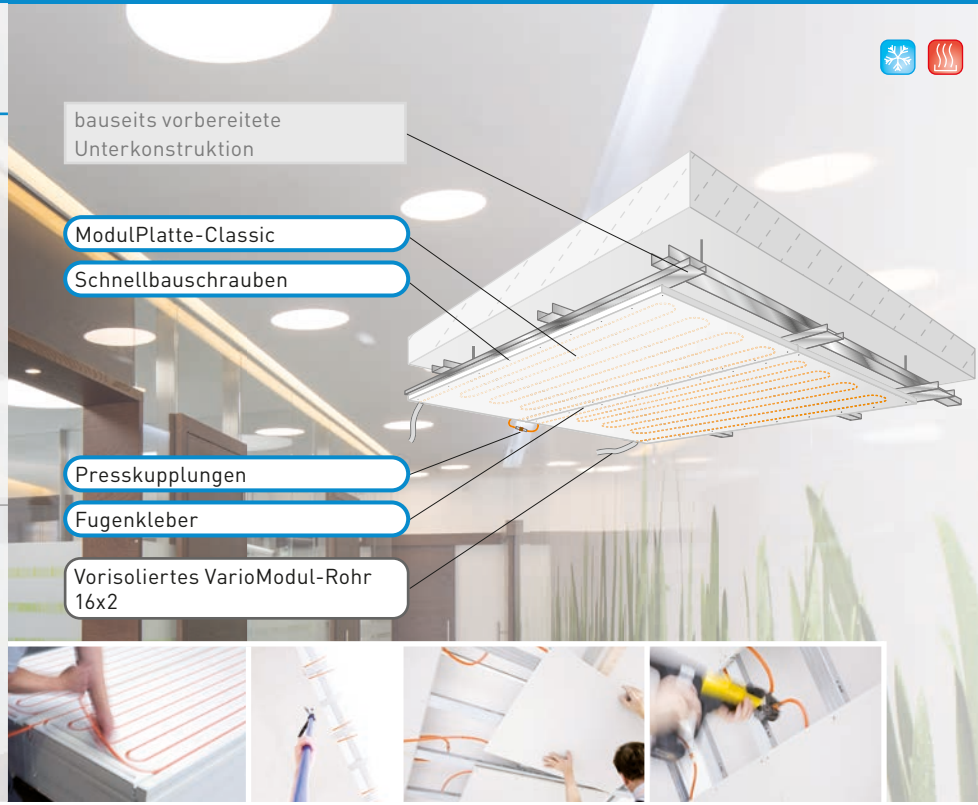 bauseits vorbereitete
Unterkonstruktion
ModulPlatte-Classic
Schnellbauschrauben
Presskupplungen
Fugenkleber
Vorisoliertes VarioModul-Rohr
16x2